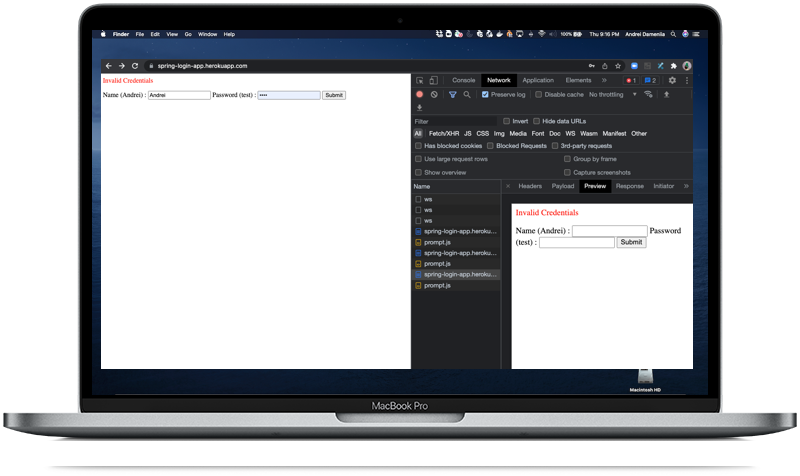 Finder File Edit View Go Window Help 100% Thu 9:16 PM Andrei Dameniia
spring-login-app.herokuapp.com
Invalid Credentials
Name (Andrei) : Andrei Password (test) : •••• Submit
Console Network Application Elements » 1 2
Preserve log Disable cache No throttling
Filter Invert Hide data URLs
All Fetch/XHR JS CSS Img Media Font Doc WS Wasm Manifest Other
Has blocked cookies Blocked Requests 3rd-party requests
Use large request rows Group by frame
Show overview Capture screenshots
Name × Headers Payload Preview Response Initiator »
ws
ws
ws
spring-login-app.heroku...
prompt.js
spring-login-app.heroku...
prompt.js
spring-login-app.heroku...
prompt.js
Invalid Credentials
Name (Andrei) : Password
(test) : Submit
Macintosh HD
MacBook Pro